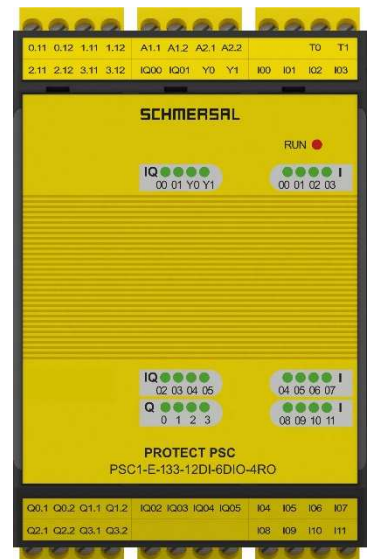 0.11 0.12 1.11 1.12 A1.1 A1.2 A2.1 A2.2 T0 T1
2.11 2.12 3.11 3.12 IQ00 IQ01 Y0 Y1 I00 I01 I02 I03
SCHMERSAL
RUN
IQ I
00 01 Y0 Y1 00 01 02 03
IQ I
02 03 04 05 04 05 06 07
Q I
0 1 2 3 08 09 10 11
PROTECT PSC
PSC1-E-133-12DI-6DIO-4RO
Q0.1 Q0.2 Q1.1 Q1.2 IQ02 IQ03 IQ04 IQ05 I04 I05 I06 I07
Q2.1 Q2.2 Q3.1 Q3.2 I08 I09 I10 I11